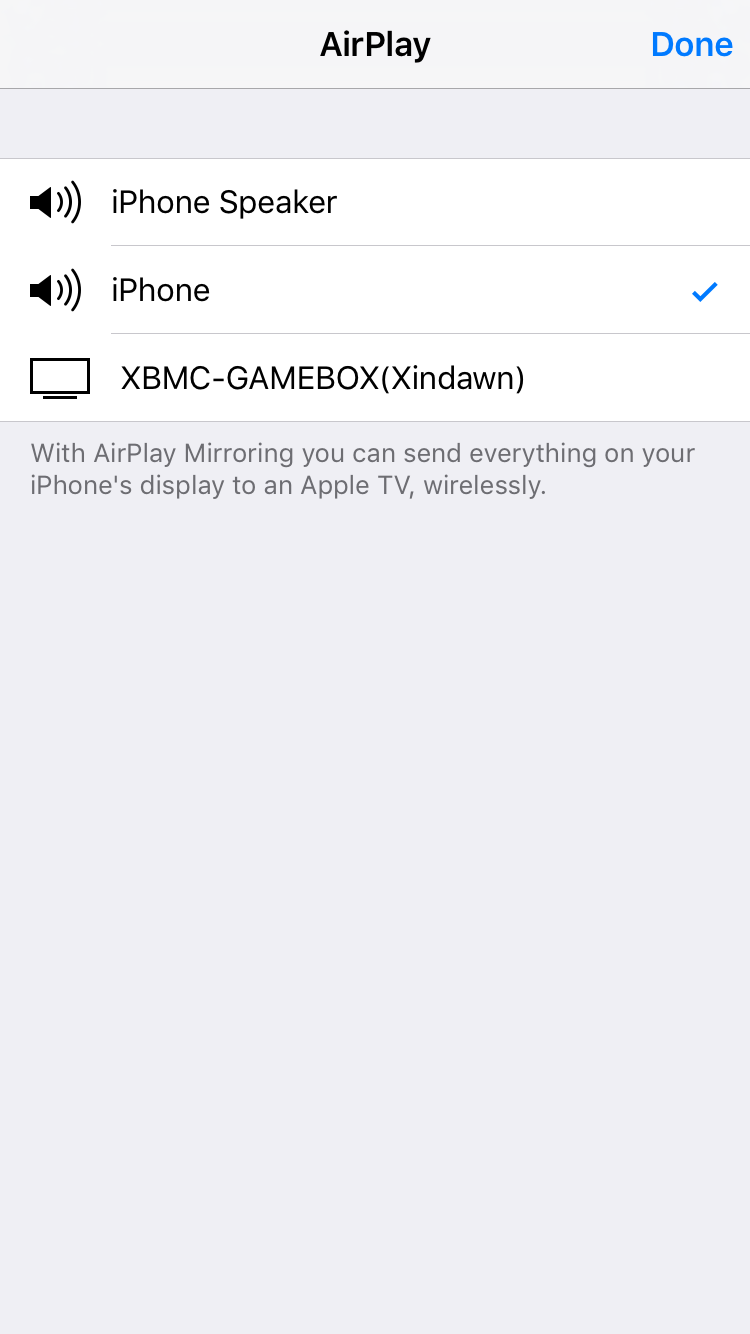 AirPlay
Done
iPhone Speaker
iPhone
XBMC-GAMEBOX(Xindawn)
With AirPlay Mirroring you can send everything on your
iPhone's display to an Apple TV, wirelessly.